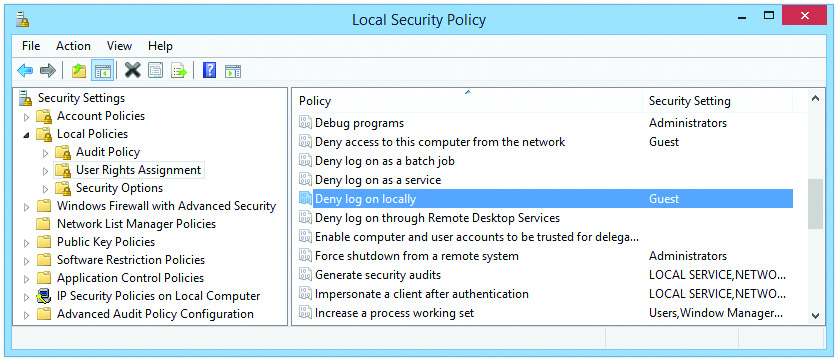 Local Security Policy
File Action View Help
Security Settings
Account Policies
Local Policies
Audit Policy
User Rights Assignment
Security Options
Windows Firewall with Advanced Security
Network List Manager Policies
Public Key Policies
Software Restriction Policies
Application Control Policies
IP Security Policies on Local Computer
Advanced Audit Policy Configuration
Policy Security Setting
Debug programs Administrators
Deny access to this computer from the network Guest
Deny log on as a batch job
Deny log on as a service
Deny log on locally Guest
Deny log on through Remote Desktop Services
Enable computer and user accounts to be trusted for delega...
Force shutdown from a remote system Administrators
Generate security audits LOCAL SERVICE,NETWO...
Impersonate a client after authentication LOCAL SERVICE,NETWO...
Increase a process working set Users,Window Manager...